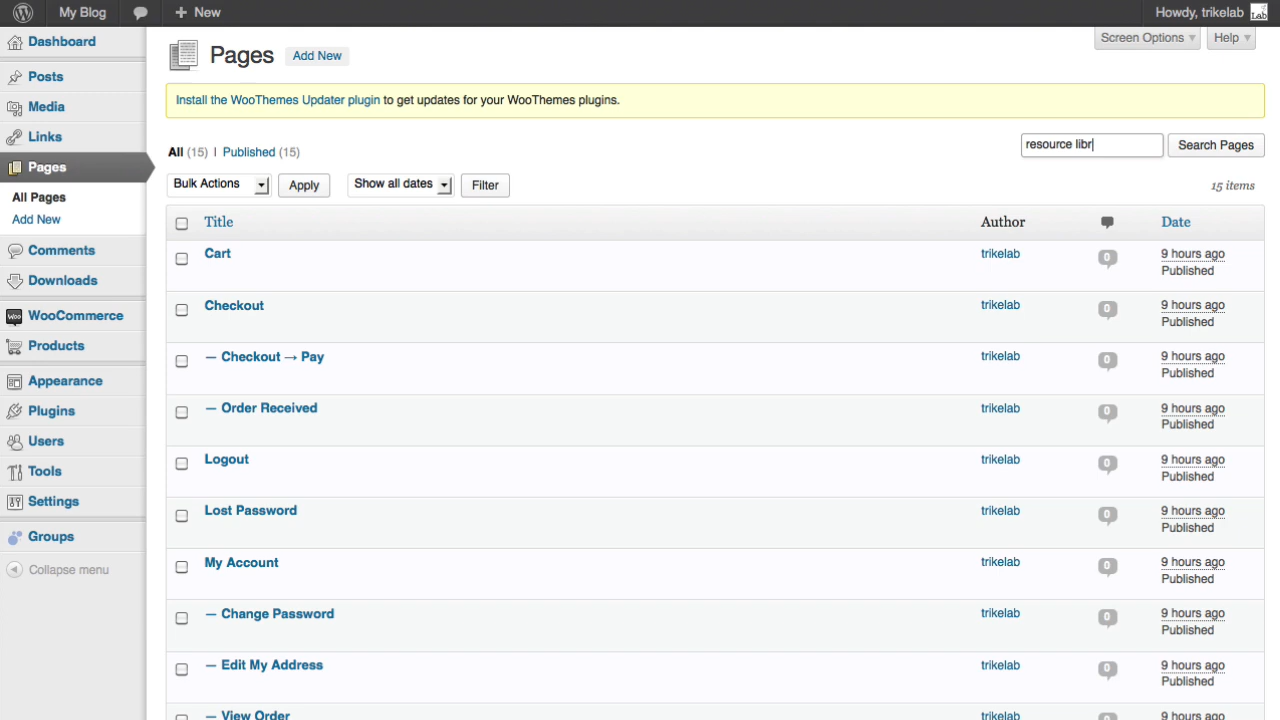 My Blog New Howdy, trikelab Lab
Dashboard
Posts
Media
Links
Pages
All Pages
Add New
Comments
Downloads
Woo WooCommerce
Products
Appearance
Plugins
Users
Tools
Settings
Groups
Collapse menu
Screen Options Help
Pages Add New
Install the WooThemes Updater plugin to get updates for your WooThemes plugins.
All (15) | Published (15)
resource libr Search Pages
Bulk Actions Apply Show all dates Filter 15 items
Title Author Date
Cart trikelab 0 9 hours ago
Published
Checkout trikelab 0 9 hours ago
Published
— Checkout → Pay trikelab 0 9 hours ago
Published
— Order Received trikelab 0 9 hours ago
Published
Logout trikelab 0 9 hours ago
Published
Lost Password trikelab 0 9 hours ago
Published
My Account trikelab 0 9 hours ago
Published
— Change Password trikelab 0 9 hours ago
Published
— Edit My Address trikelab 0 9 hours ago
Published
— View Order trikelab 0 9 hours ago